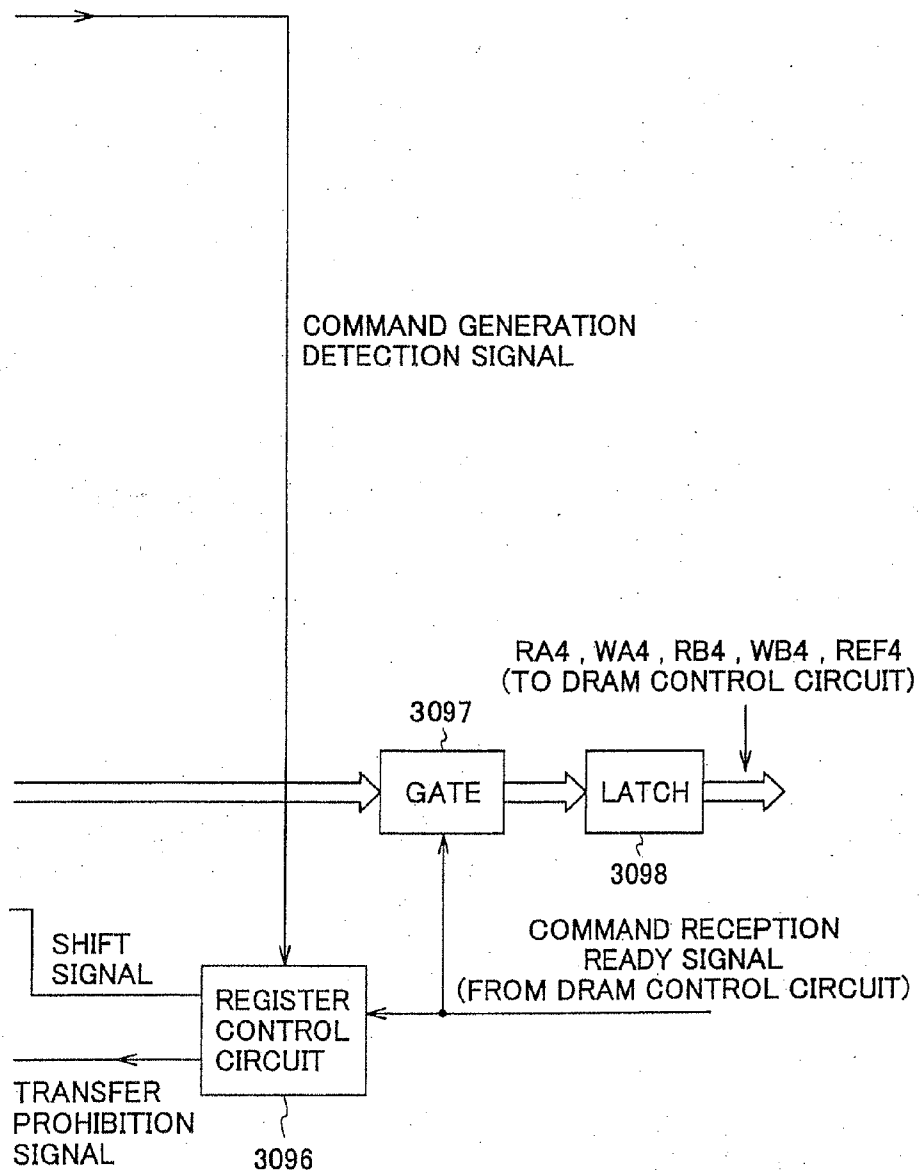 COMMAND GENERATION
DETECTION SIGNAL
RA4 , WA4 , RB4 , WB4 , REF4
(TO DRAM CONTROL CIRCUIT)
3097
GATE
LATCH
3098
COMMAND RECEPTION
READY SIGNAL
(FROM DRAM CONTROL CIRCUIT)
SHIFT
SIGNAL
REGISTER
CONTROL
CIRCUIT
TRANSFER
PROHIBITION
SIGNAL
3096